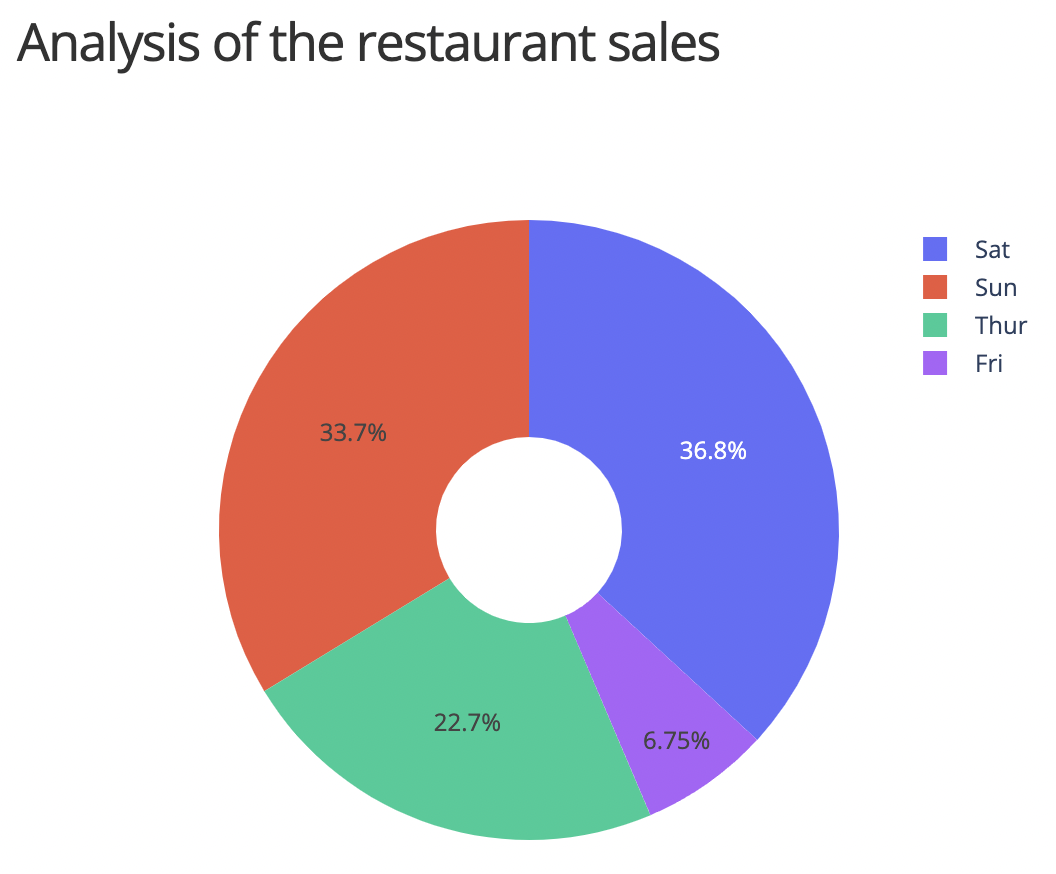 Analysis of the restaurant sales
Sat
Sun
Thur
Fri
33.7%
36.8%
22.7%
6.75%